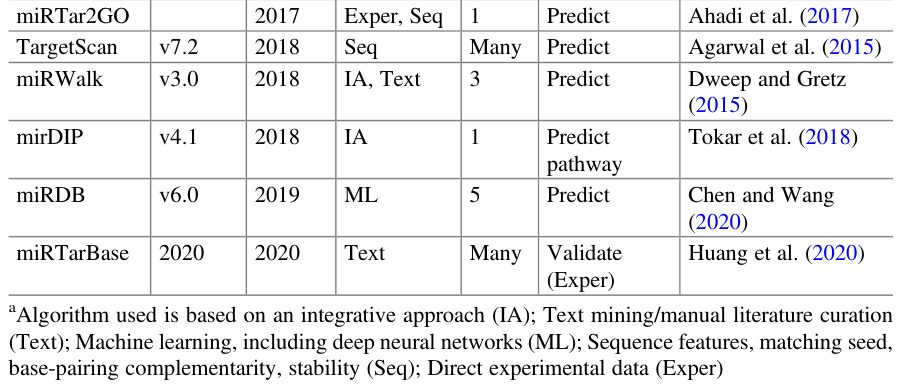 miRTar2GO 2017 Exper, Seq 1 Predict Ahadi et al. (2017)
TargetScan v7.2 2018 Seq Many Predict Agarwal et al. (2015)
miRWalk v3.0 2018 IA, Text 3 Predict Dweep and Gretz
(2015)
mirDIP v4.1 2018 IA 1 Predict Tokar et al. (2018)
pathway
miRDB v6.0 2019 ML 5 Predict Chen and Wang
(2020)
miRTarBase 2020 2020 Text Many Validate Huang et al. (2020)
(Exper)
aAlgorithm used is based on an integrative approach (IA); Text mining/manual literature curation
(Text); Machine learning, including deep neural networks (ML); Sequence features, matching seed,
base-pairing complementarity, stability (Seq); Direct experimental data (Exper)